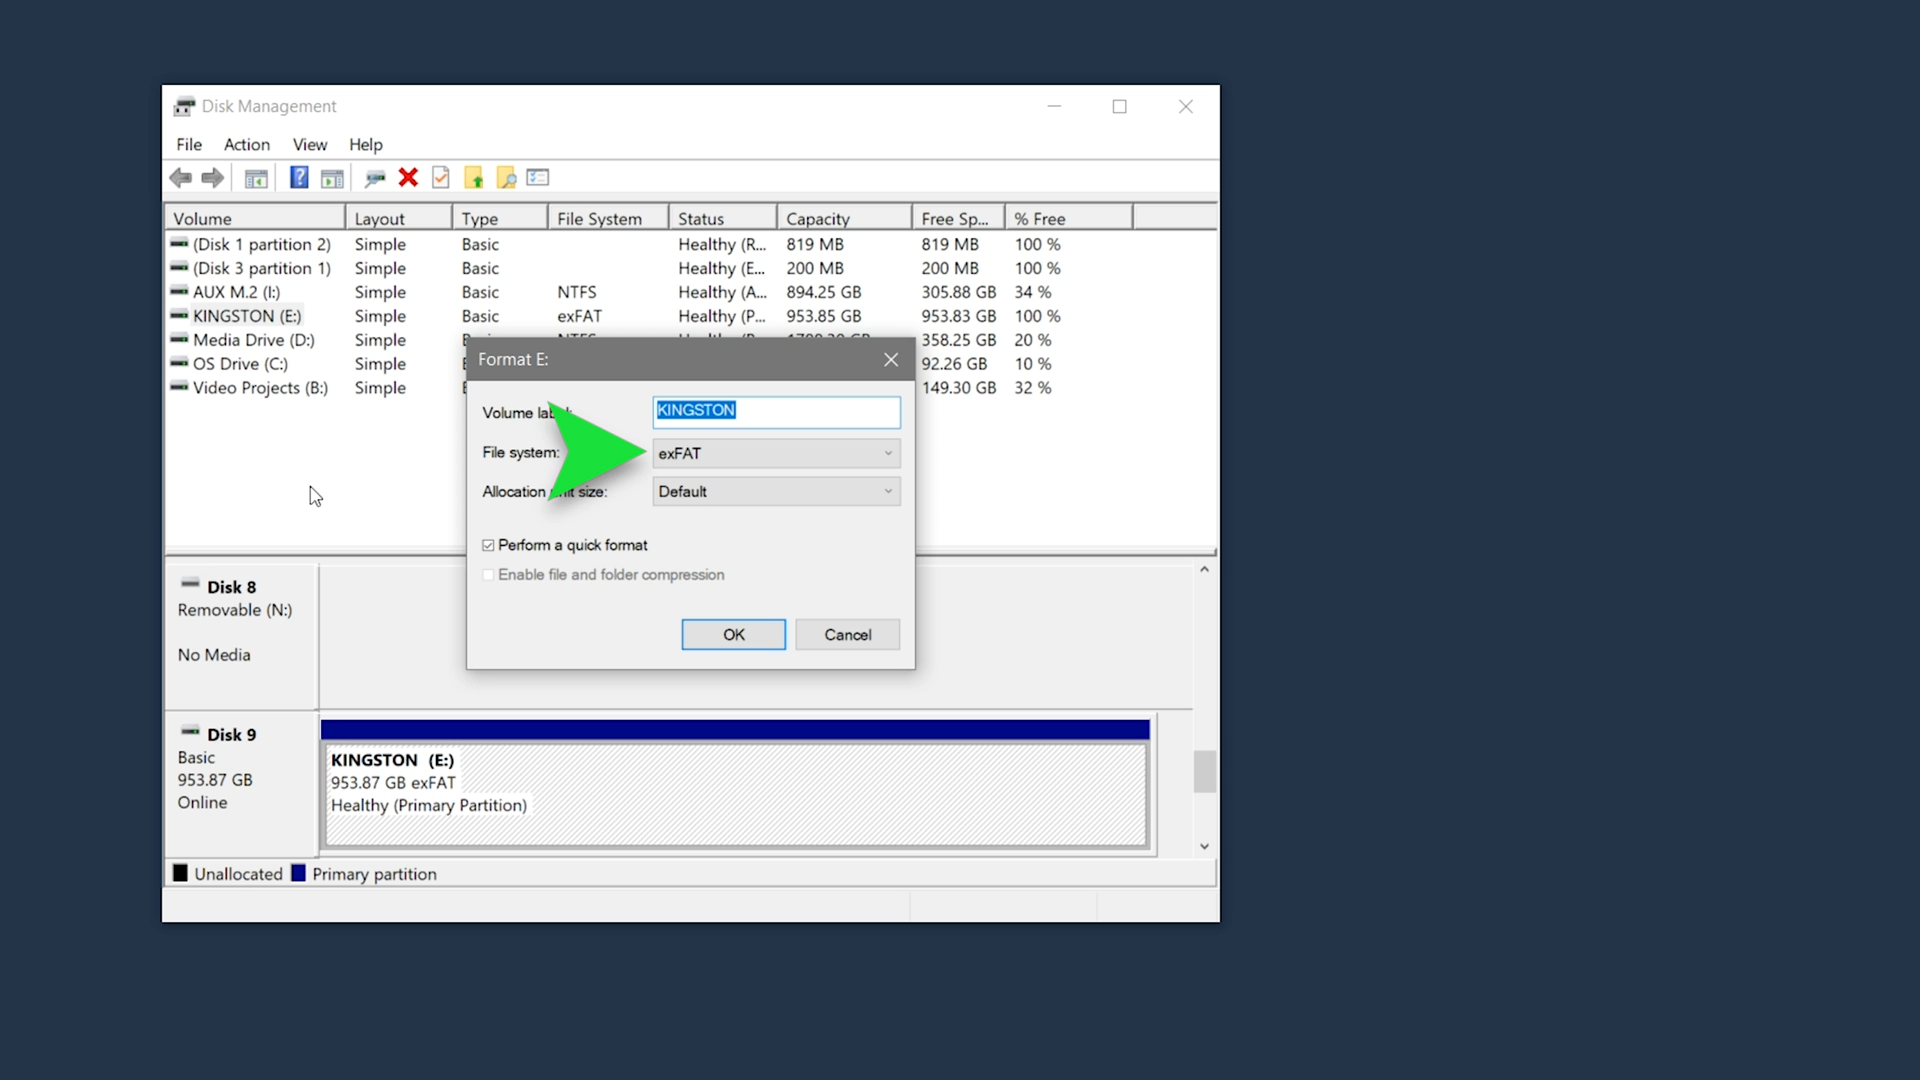 Disk Management
File Action View Help
Volume Layout Type File System Status Capacity Free Sp... % Free
(Disk 1 partition 2) Simple Basic Healthy (R... 819 MB 819 MB 100 %
(Disk 3 partition 1) Simple Basic Healthy (E... 200 MB 200 MB 100 %
AUX M.2 (I:) Simple Basic NTFS Healthy (A... 894.25 GB 305.88 GB 34 %
KINGSTON (E:) Simple Basic exFAT Healthy (P... 953.85 GB 953.83 GB 100 %
Media Drive (D:) Simple 358.25 GB 20 %
OS Drive (C:) Simple 92.26 GB 10 %
Video Projects (B:) Simple 149.30 GB 32 %
Format E:
Volume KINGSTON
File system: exFAT
Allocation size: Default
Perform a quick format
Enable file and folder compression
OK Cancel
Disk 8
Removable (N:)
No Media
Disk 9
Basic
953.87 GB
Online
KINGSTON (E:)
953.87 GB exFAT
Healthy (Primary Partition)
Unallocated Primary partition